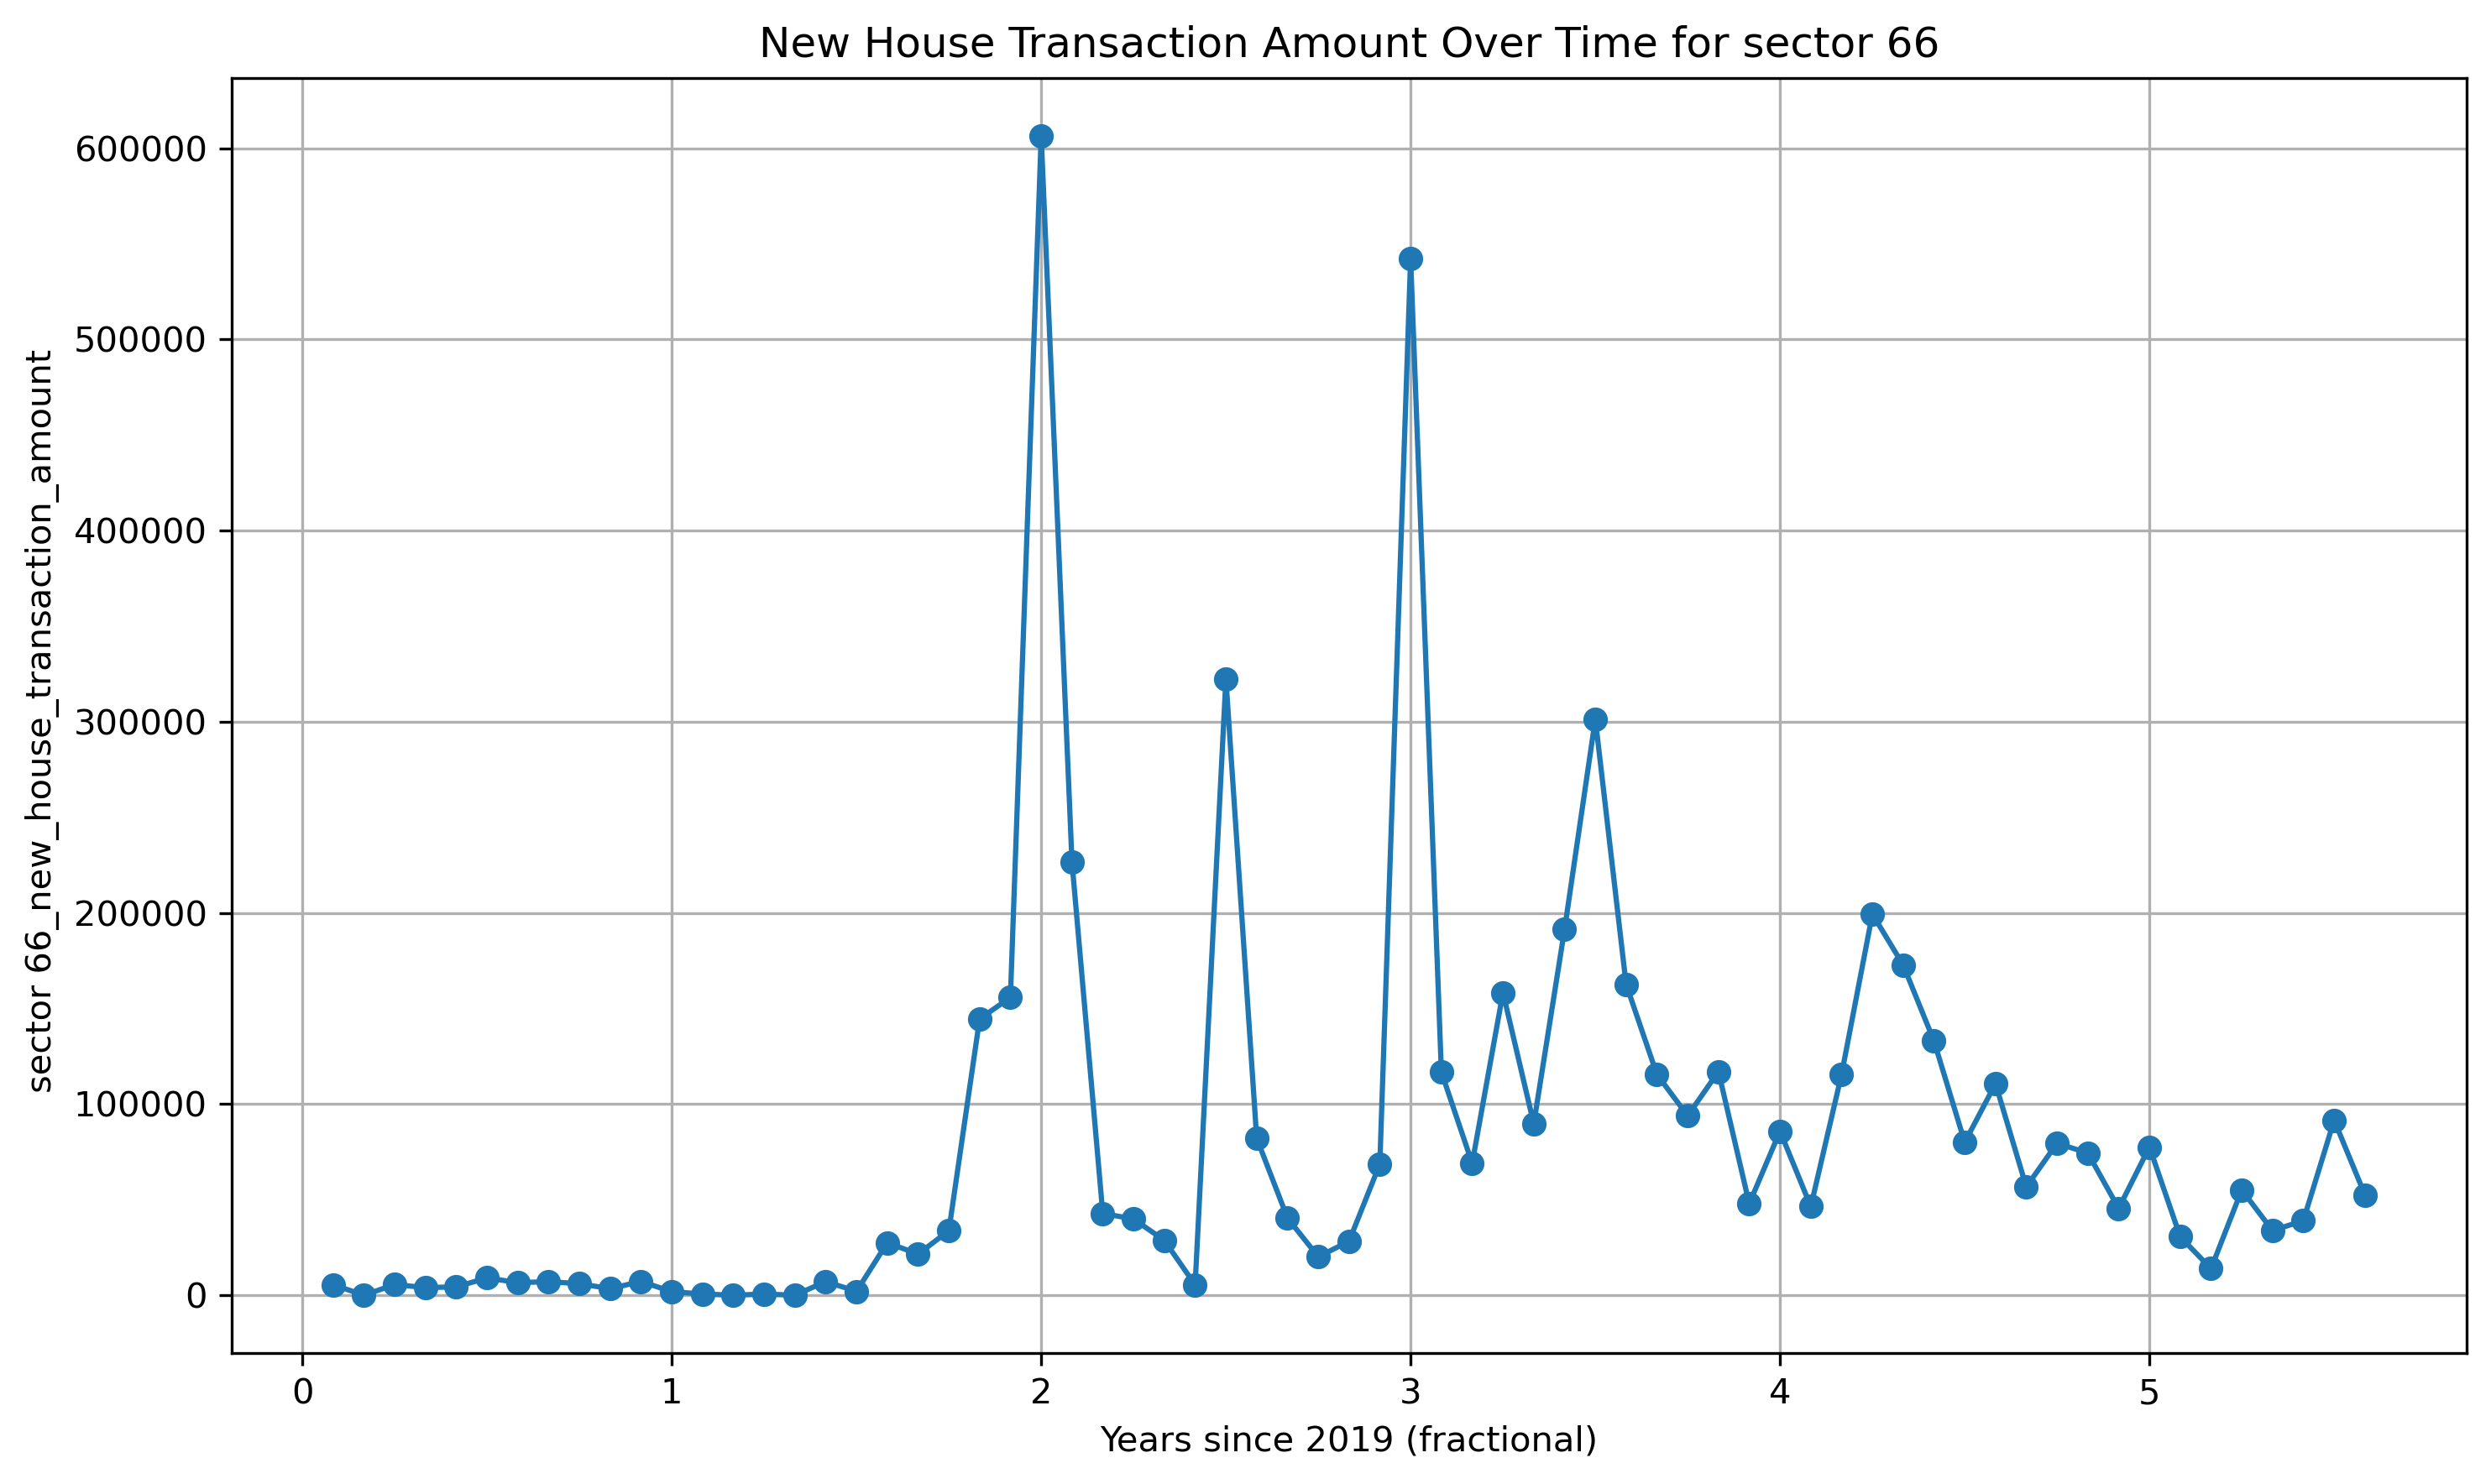 New House Transaction Amount Over Time for sector 66
sector 66_new_house_transaction_amount
600000
500000
400000
300000
200000
100000
0
0 1 2 3 4 5
Years since 2019 (fractional)